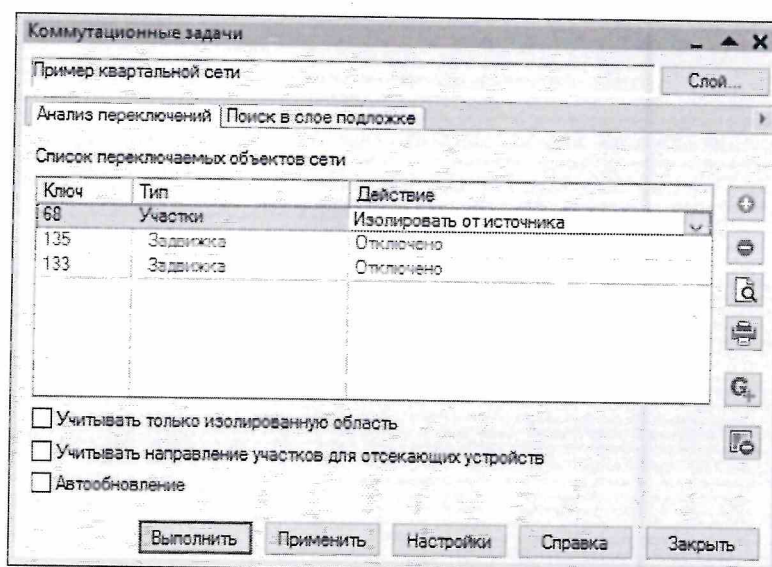 Коммутационные задачи
Пример квартальной сети
Слой...
Анализ переключений Поиск в слое подложке
Список переключаемых объектов сети
Ключ Тип Действие
68 Участки Изолировать от источника
135 Задвижка Отключено
133 Задвижка Отключено
Учитывать только изолированную область
Учитывать направление участков для отсекающих устройств
Автообновление
Выполнить Применить Настройки Справка Закрыть